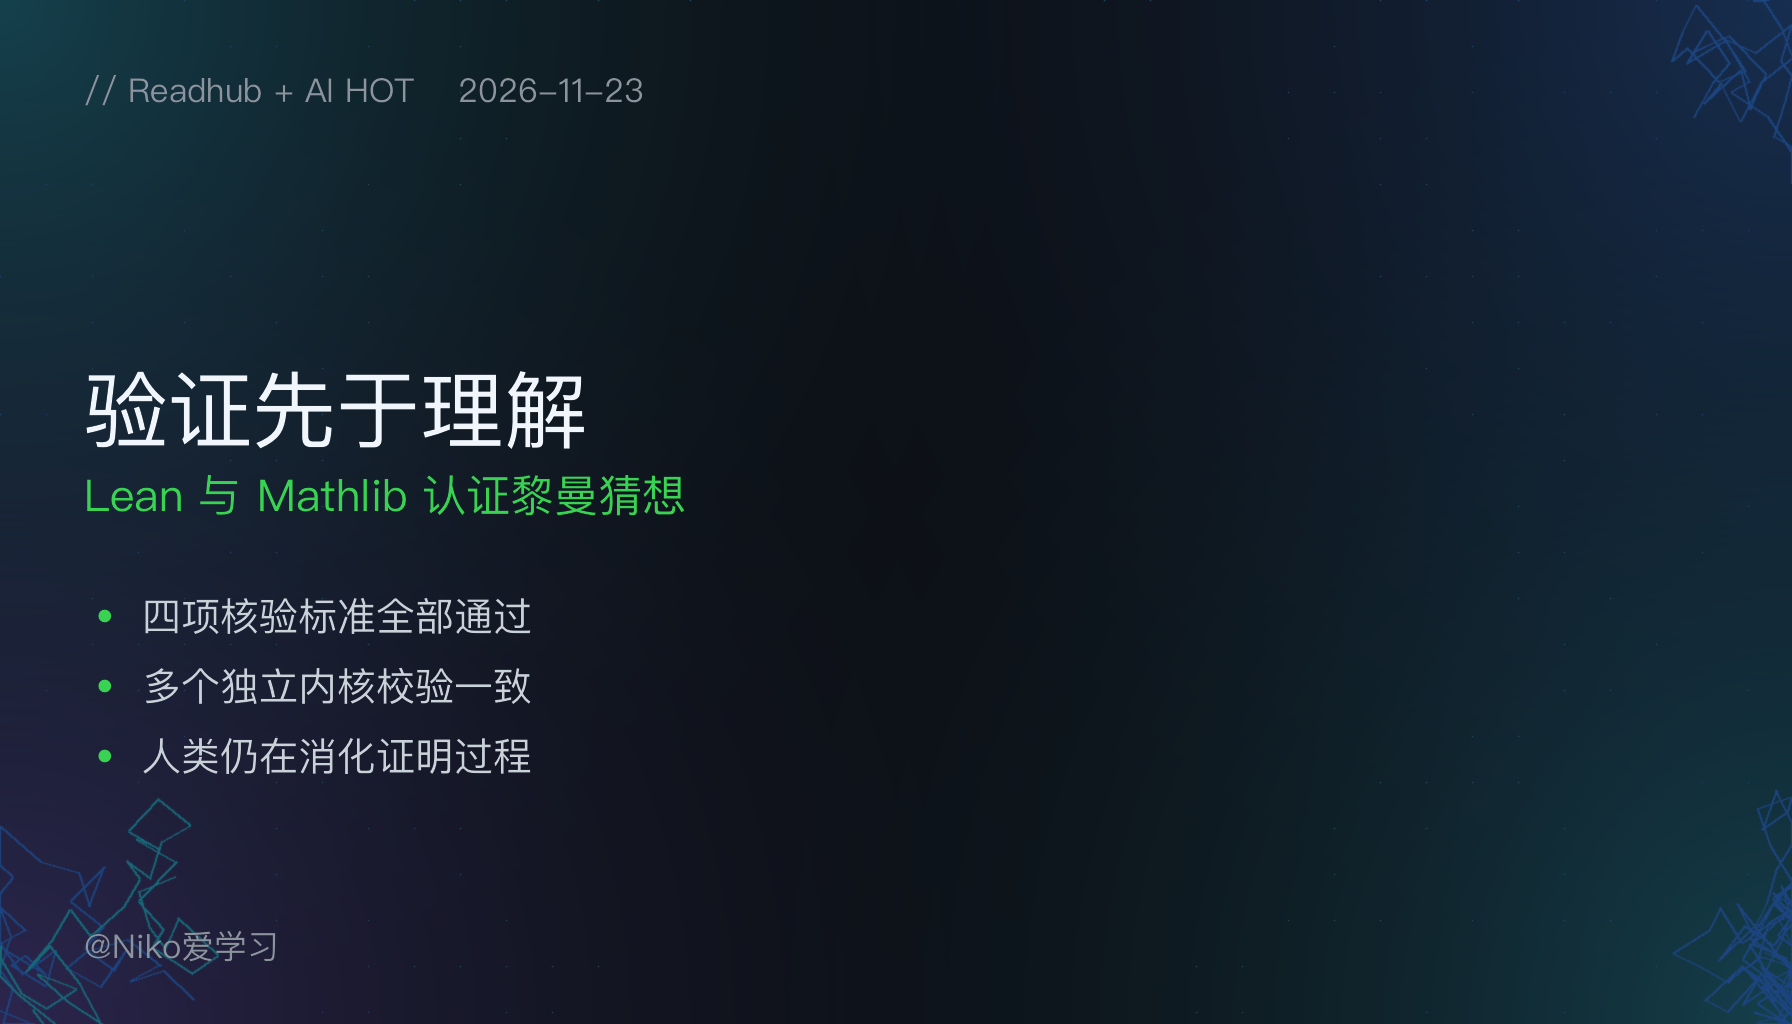 // Readhub + AI HOT 2026-11-23
验证先于理解
Lean 与 Mathlib 认证黎曼猜想
• 四项核验标准全部通过
• 多个独立内核校验一致
• 人类仍在消化证明过程
@Niko爱学习